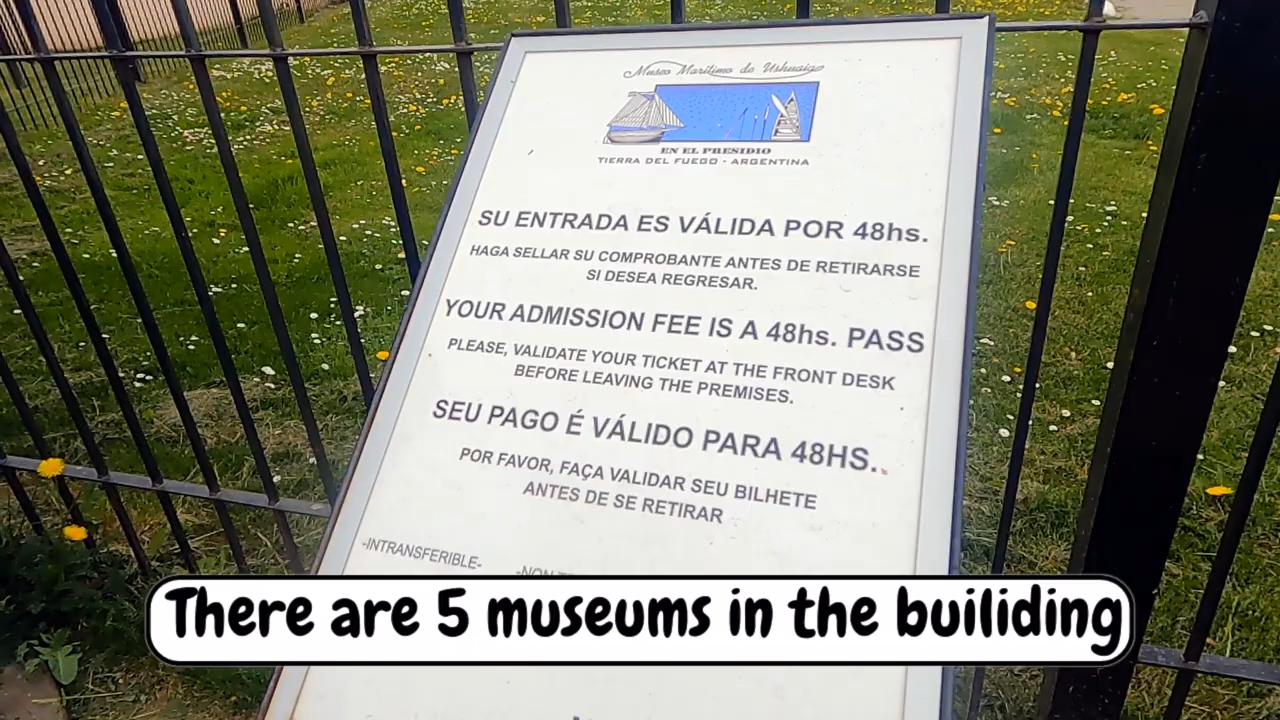 Museo Marítimo de Ushuaia
EN EL PRESIDIO
TIERRA DEL FUEGO - ARGENTINA
SU ENTRADA ES VÁLIDA POR 48hs.
HAGA SELLAR SU COMPROBANTE ANTES DE RETIRARSE
SI DESEA REGRESAR.
YOUR ADMISSION FEE IS A 48hs. PASS
PLEASE, VALIDATE YOUR TICKET AT THE FRONT DESK
BEFORE LEAVING THE PREMISES.
SEU PAGO É VÁLIDO PARA 48HS.
POR FAVOR, FAÇA VALIDAR SEU BILHETE
ANTES DE SE RETIRAR
-INTRANSFERIBLE- -NON
There are 5 museums in the builiding